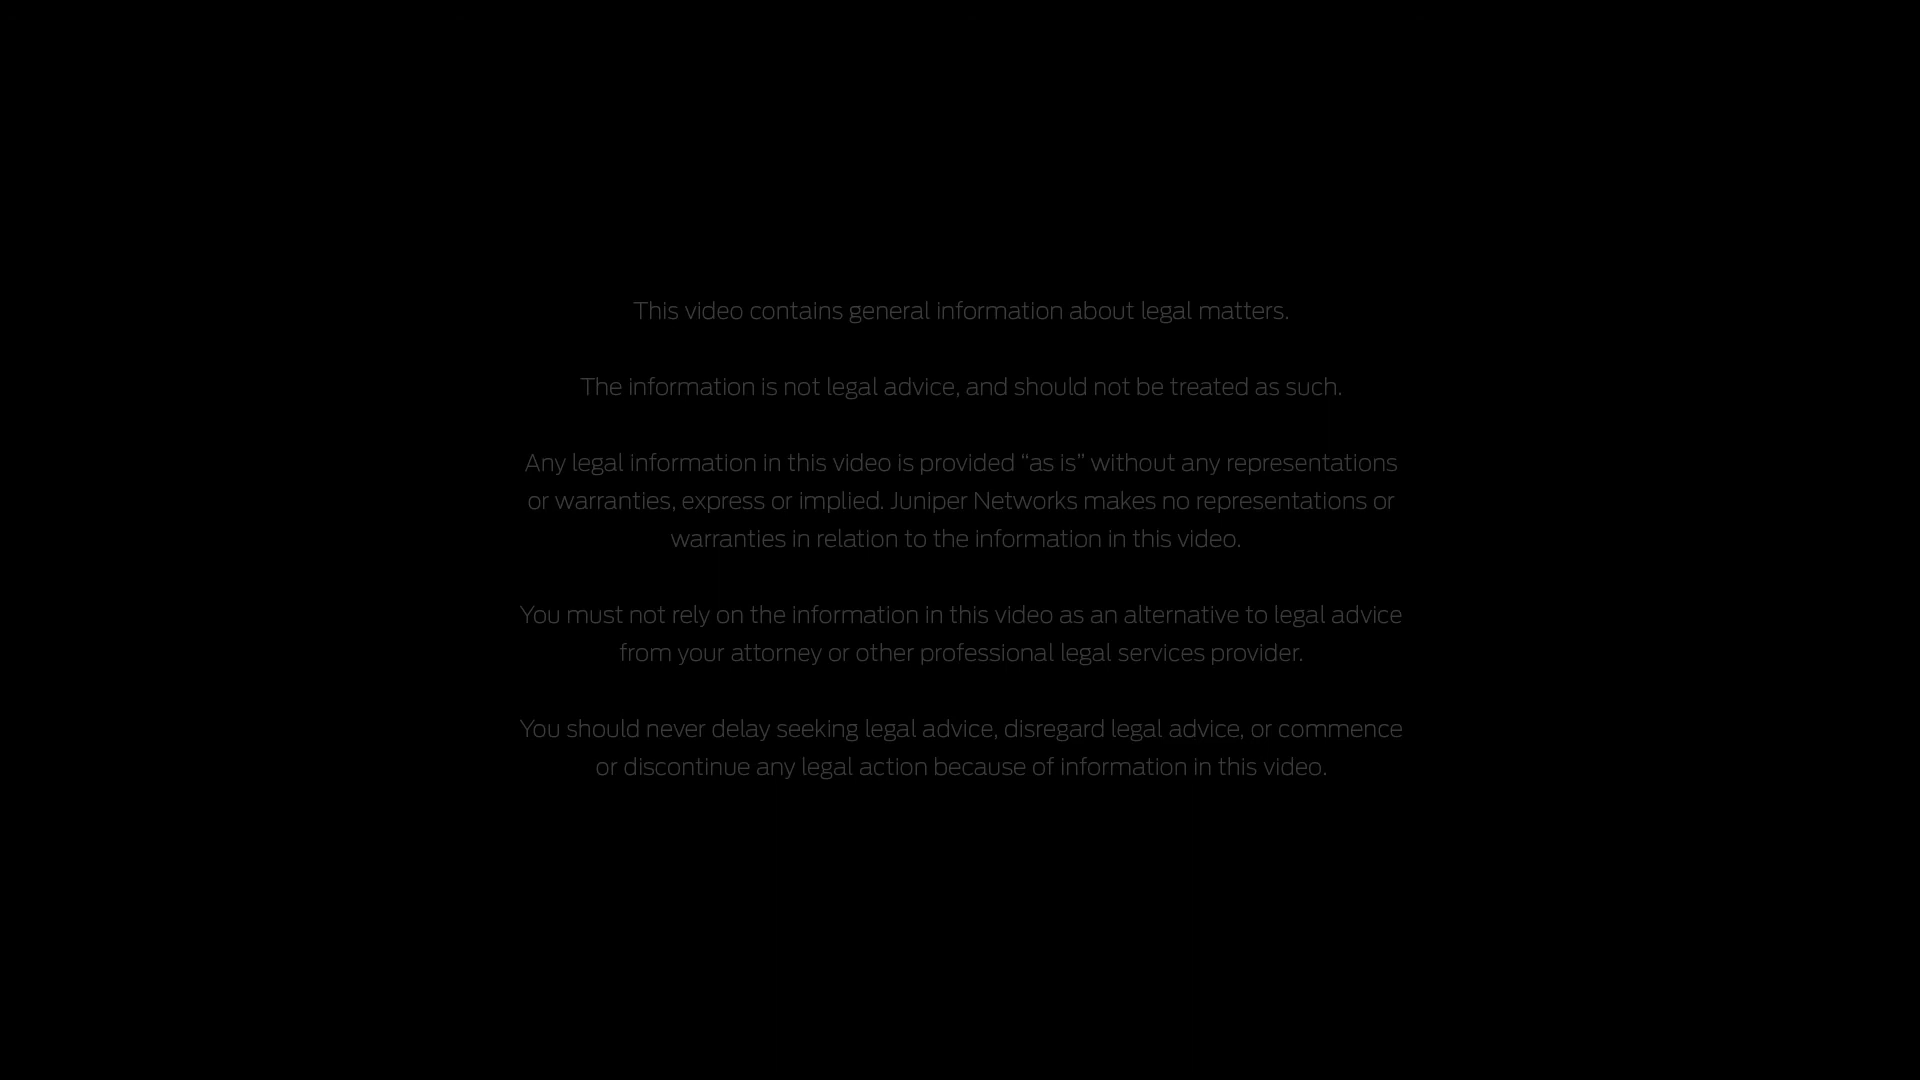 This video contains general information about legal matters.
The information is not legal advice, and should not be treated as such.
Any legal information in this video is provided “as is” without any representations
or warranties, express or implied. Juniper Networks makes no representations or
warranties in relation to the information in this video.
You must not rely on the information in this video as an alternative to legal advice
from your attorney or other professional legal services provider.
You should never delay seeking legal advice, disregard legal advice, or commence
or discontinue any legal action because of information in this video.